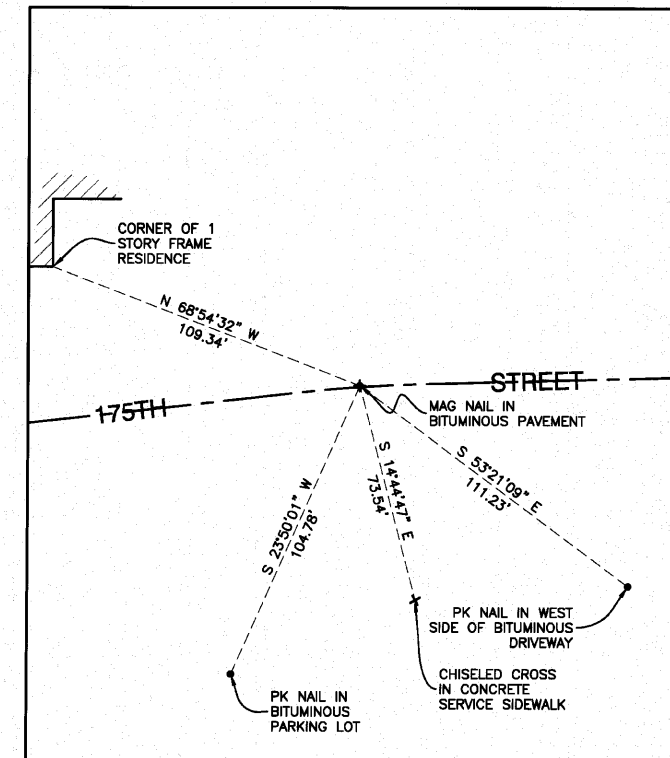 CORNER OF 1
STORY FRAME
RESIDENCE
N 68°54'32" W
109.34'
175TH
STREET
MAG NAIL IN
BITUMINOUS PAVEMENT
S 53°21'09" E
111.23'
S 14°44'47" E
73.54'
S 23°50'01" W
104.78'
PK NAIL IN WEST
SIDE OF BITUMINOUS
DRIVEWAY
CHISELED CROSS
IN CONCRETE
SERVICE SIDEWALK
PK NAIL IN
BITUMINOUS
PARKING LOT